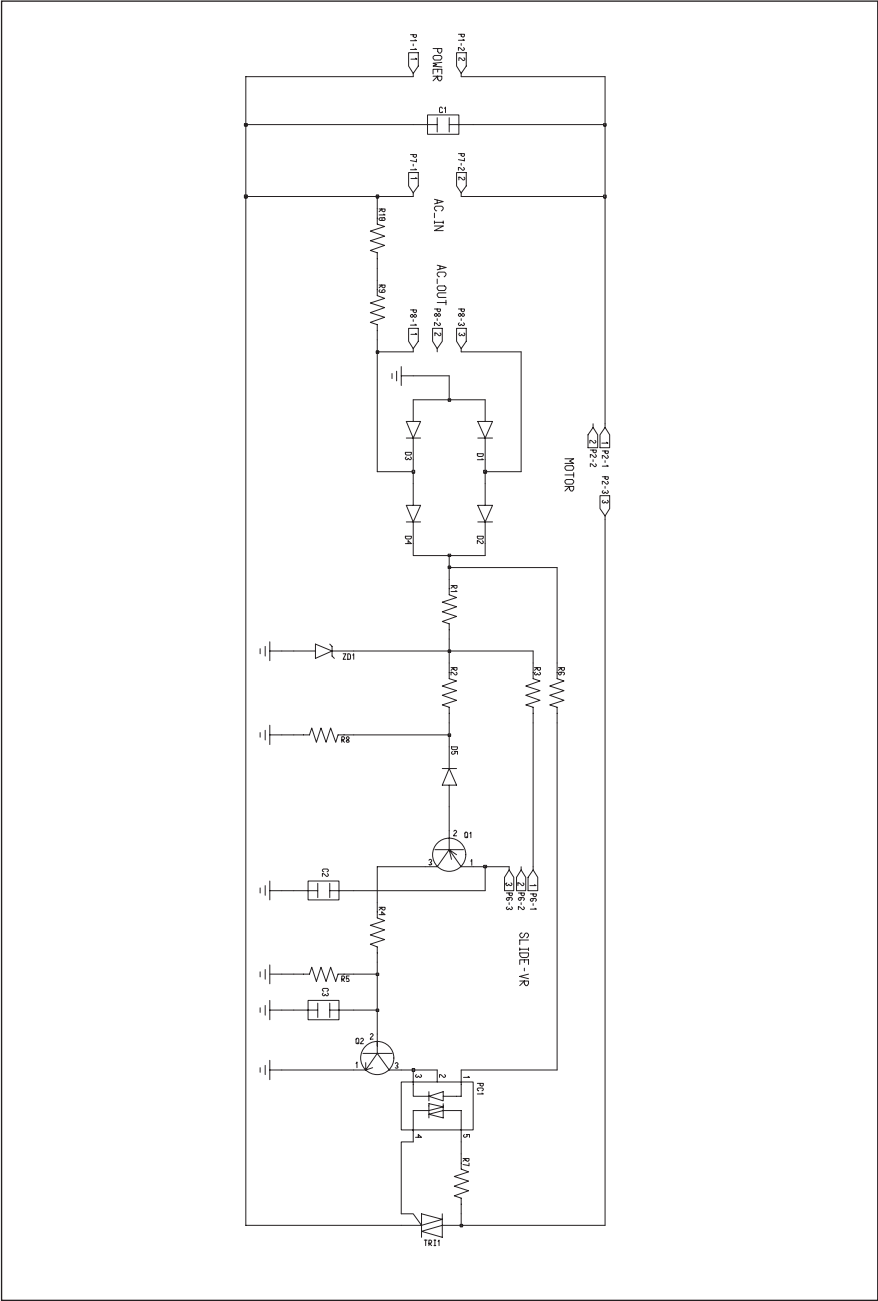 P1-1
1
POWER
P1-2
2
C1
P7-1
1
P7-2
2
AC_IN
R10
AC_OUT
R9
P8-1
1
P8-2
2
P8-3
3
D3
D1
1
P2-1
2
P2-2
P2-3
3
MOTOR
D4
D2
R1
ZD1
R2
R3
R6
R8
D5
2
Q1
3
1
C2
1
P6-1
2
P6-2
3
P6-3
R4
SLIDE-VR
R5
C3
Q2
2
1
3
3
2
1
PC1
4
5
R7
TRI1